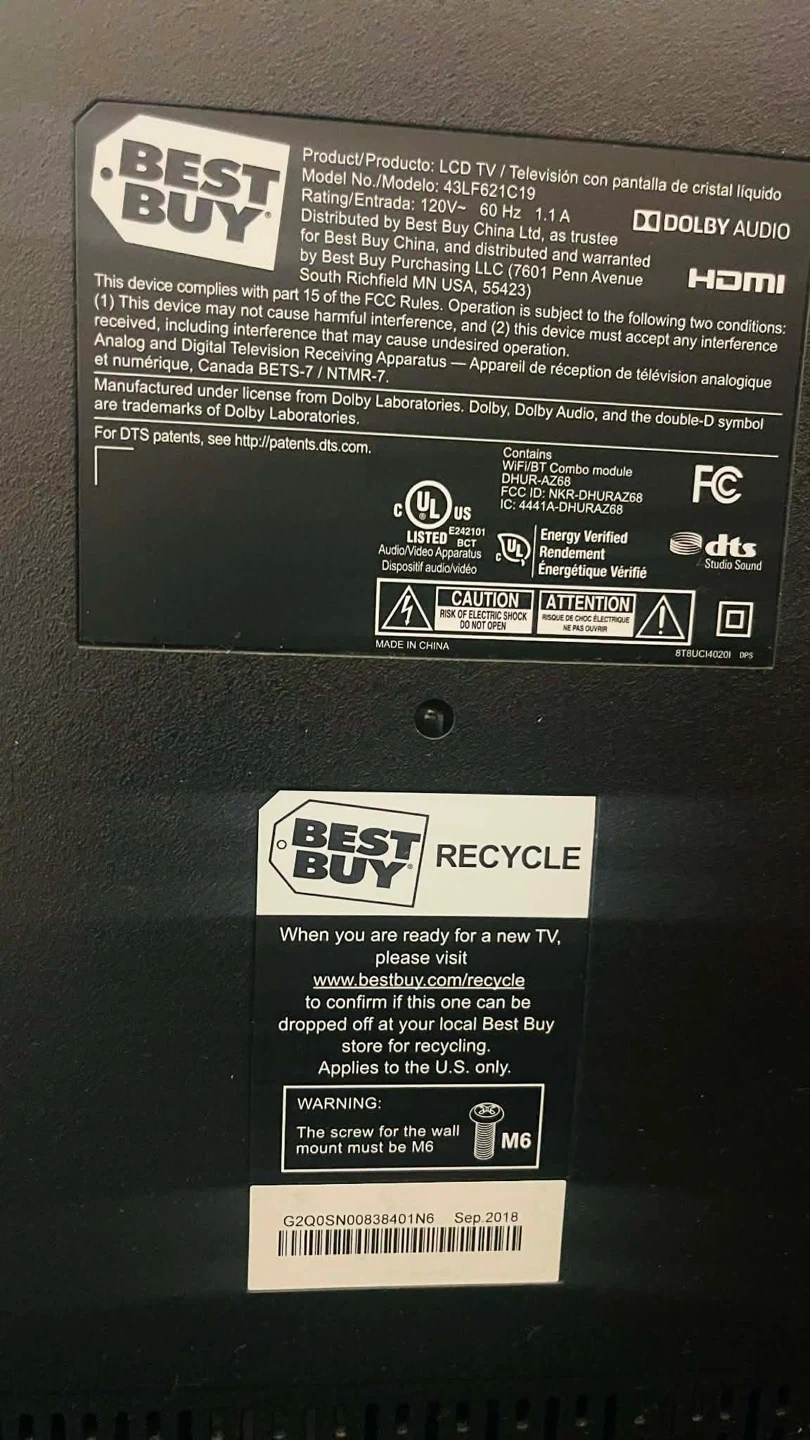 BEST
BUY®
Product/Producto: LCD TV / Televisión con pantalla de cristal líquido
Model No./Modelo: 43LF621C19
Rating/Entrada: 120V~ 60 Hz 1.1 A
Distributed by Best Buy China Ltd, as trustee
for Best Buy China, and distributed and warranted
by Best Buy Purchasing LLC (7601 Penn Avenue
South Richfield MN USA, 55423)
DOLBY AUDIO
HDMI
This device complies with part 15 of the FCC Rules. Operation is subject to the following two conditions:
(1) This device may not cause harmful interference, and (2) this device must accept any interference
received, including interference that may cause undesired operation.
Analog and Digital Television Receiving Apparatus — Appareil de réception de télévision analogique
et numérique, Canada BETS-7 / NTMR-7.
Manufactured under license from Dolby Laboratories. Dolby, Dolby Audio, and the double-D symbol
are trademarks of Dolby Laboratories.
For DTS patents, see http://patents.dts.com.
Contains
WiFi/BT Combo module
DHUR-AZ68
FCC ID: NKR-DHURAZ68
IC: 4441A-DHURAZ68
FC
C UL® US
LISTED E242101
BCT
Audio/Video Apparatus
Dispositif audio/vidéo
C UL
Energy Verified
Rendement
Énergétique Vérifié
dts
Studio Sound
CAUTION
RISK OF ELECTRIC SHOCK
DO NOT OPEN
ATTENTION
RISQUE DE CHOC ÉLECTRIQUE
NE PAS OUVRIR
MADE IN CHINA
8T8UCI4020I DPS
BEST
BUY®
RECYCLE
When you are ready for a new TV,
please visit
www.bestbuy.com/recycle
to confirm if this one can be
dropped off at your local Best Buy
store for recycling.
Applies to the U.S. only.
WARNING:
The screw for the wall
mount must be M6
M6
G2Q0SN00838401N6 Sep.2018